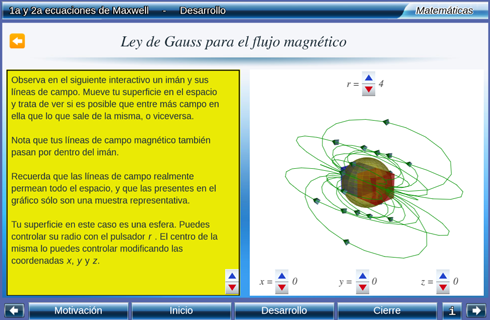 1a y 2a ecuaciones de Maxwell - Desarrollo Matemáticas
Ley de Gauss para el flujo magnético
Observa en el siguiente interactivo un imán y sus
líneas de campo. Mueve tu superficie en el espacio
y trata de ver si es posible que entre más campo en
ella que lo que sale de la misma, o viceversa.
Nota que tus líneas de campo magnético también
pasan por dentro del imán.
Recuerda que las líneas de campo realmente
permean todo el espacio, y que las presentes en el
gráfico sólo son una muestra representativa.
Tu superficie en este caso es una esfera. Puedes
controlar su radio con el pulsador r . El centro de la
misma lo puedes controlar modificando las
coordenadas x, y y z.
r = 4
x = 0 y = 0 z = 0
Motivación Inicio Desarrollo Cierre i